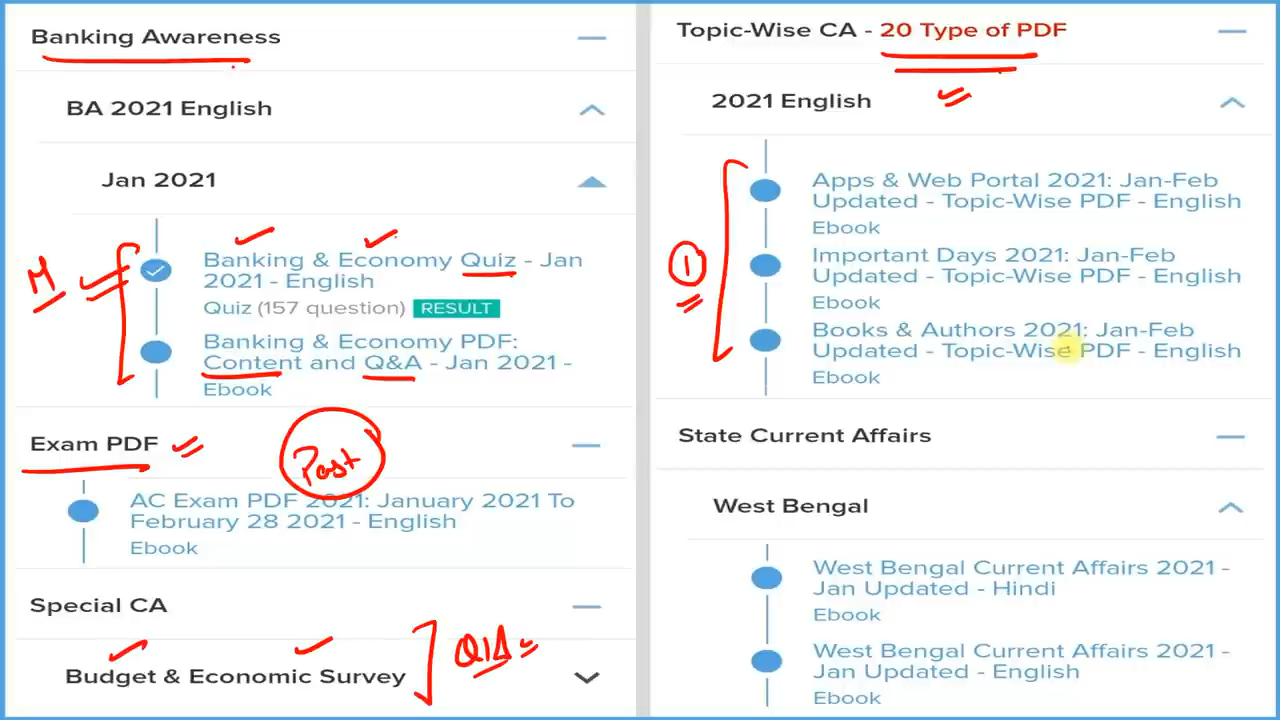 Banking Awareness
BA 2021 English
Jan 2021
M
Banking & Economy Quiz - Jan
2021 - English
Quiz (157 question) RESULT
Banking & Economy PDF:
Content and Q&A - Jan 2021 -
Ebook
Exam PDF
Past
AC Exam PDF 2021: January 2021 To
February 28 2021 - English
Ebook
Special CA
Budget & Economic Survey
Q/A
Topic-Wise CA - 20 Type of PDF
2021 English
1
Apps & Web Portal 2021: Jan-Feb
Updated - Topic-Wise PDF - English
Ebook
Important Days 2021: Jan-Feb
Updated - Topic-Wise PDF - English
Ebook
Books & Authors 2021: Jan-Feb
Updated - Topic-Wise PDF - English
Ebook
State Current Affairs
West Bengal
West Bengal Current Affairs 2021 -
Jan Updated - Hindi
Ebook
West Bengal Current Affairs 2021 -
Jan Updated - English
Ebook